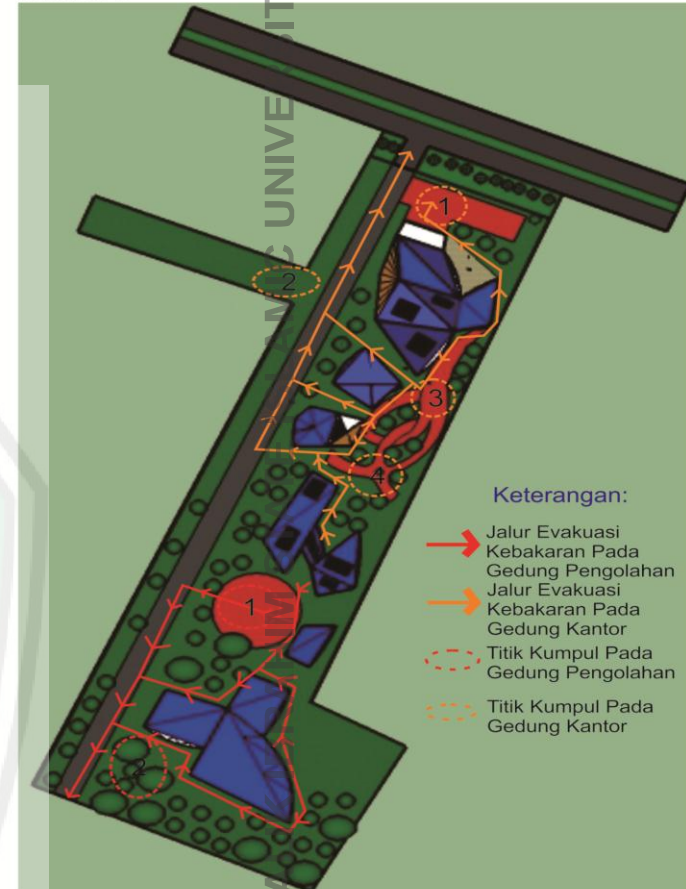 1
2
3
4
1
2
Keterangan:
Jalur Evakuasi
Kebakaran Pada
Gedung Pengolahan
Jalur Evakuasi
Kebakaran Pada
Gedung Kantor
Titik Kumpul Pada
Gedung Pengolahan
Titik Kumpul Pada
Gedung Kantor